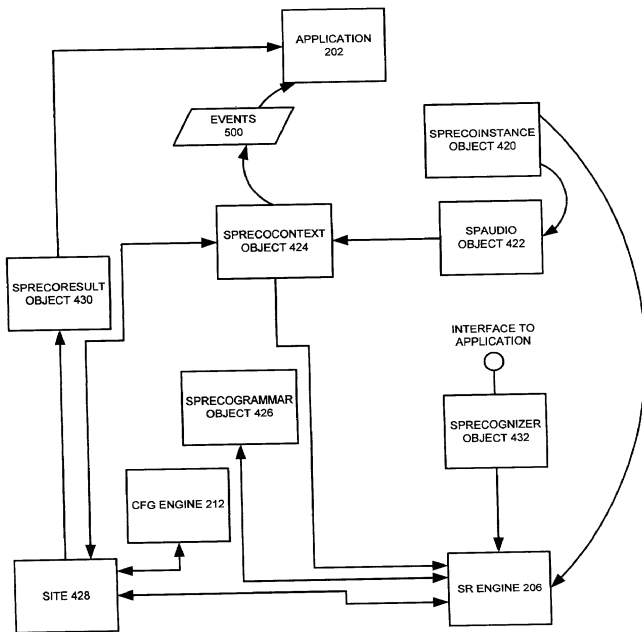 APPLICATION
202
EVENTS
500
SPRECOINSTANCE
OBJECT 420
SPRECOCONTEXT
OBJECT 424
SPAUDIO
OBJECT 422
SPRECORESULT
OBJECT 430
INTERFACE TO
APPLICATION
SPRECOGRAMMAR
OBJECT 426
SPRECOGNIZER
OBJECT 432
CFG ENGINE 212
SITE 428
SR ENGINE 206